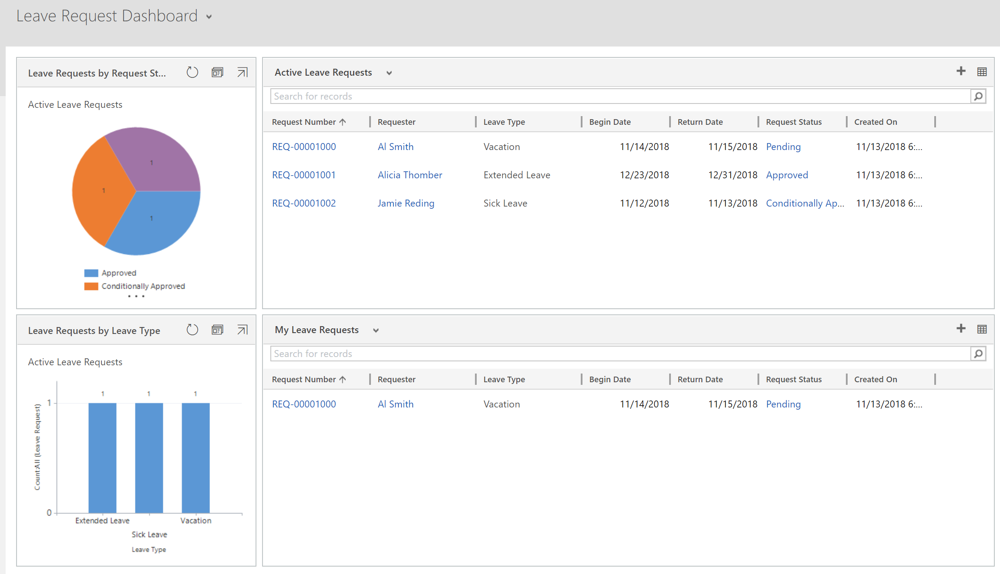 Leave Request Dashboard
Leave Requests by Request St...
Active Leave Requests
1
1
1
Approved
Conditionally Approved
...
Active Leave Requests
Search for records
Request Number Requester Leave Type Begin Date Return Date Request Status Created On
REQ-00001000 Al Smith Vacation 11/14/2018 11/15/2018 Pending 11/13/2018 6:...
REQ-00001001 Alicia Thomber Extended Leave 12/23/2018 12/31/2018 Approved 11/13/2018 6:...
REQ-00001002 Jamie Reding Sick Leave 11/12/2018 11/13/2018 Conditionally Ap... 11/13/2018 6:...
Leave Requests by Leave Type
Active Leave Requests
Count:All (Leave Request)
1 1 1
1
0
Extended Leave Vacation
Sick Leave
Leave Type
My Leave Requests
Search for records
Request Number Requester Leave Type Begin Date Return Date Request Status Created On
REQ-00001000 Al Smith Vacation 11/14/2018 11/15/2018 Pending 11/13/2018 6:...